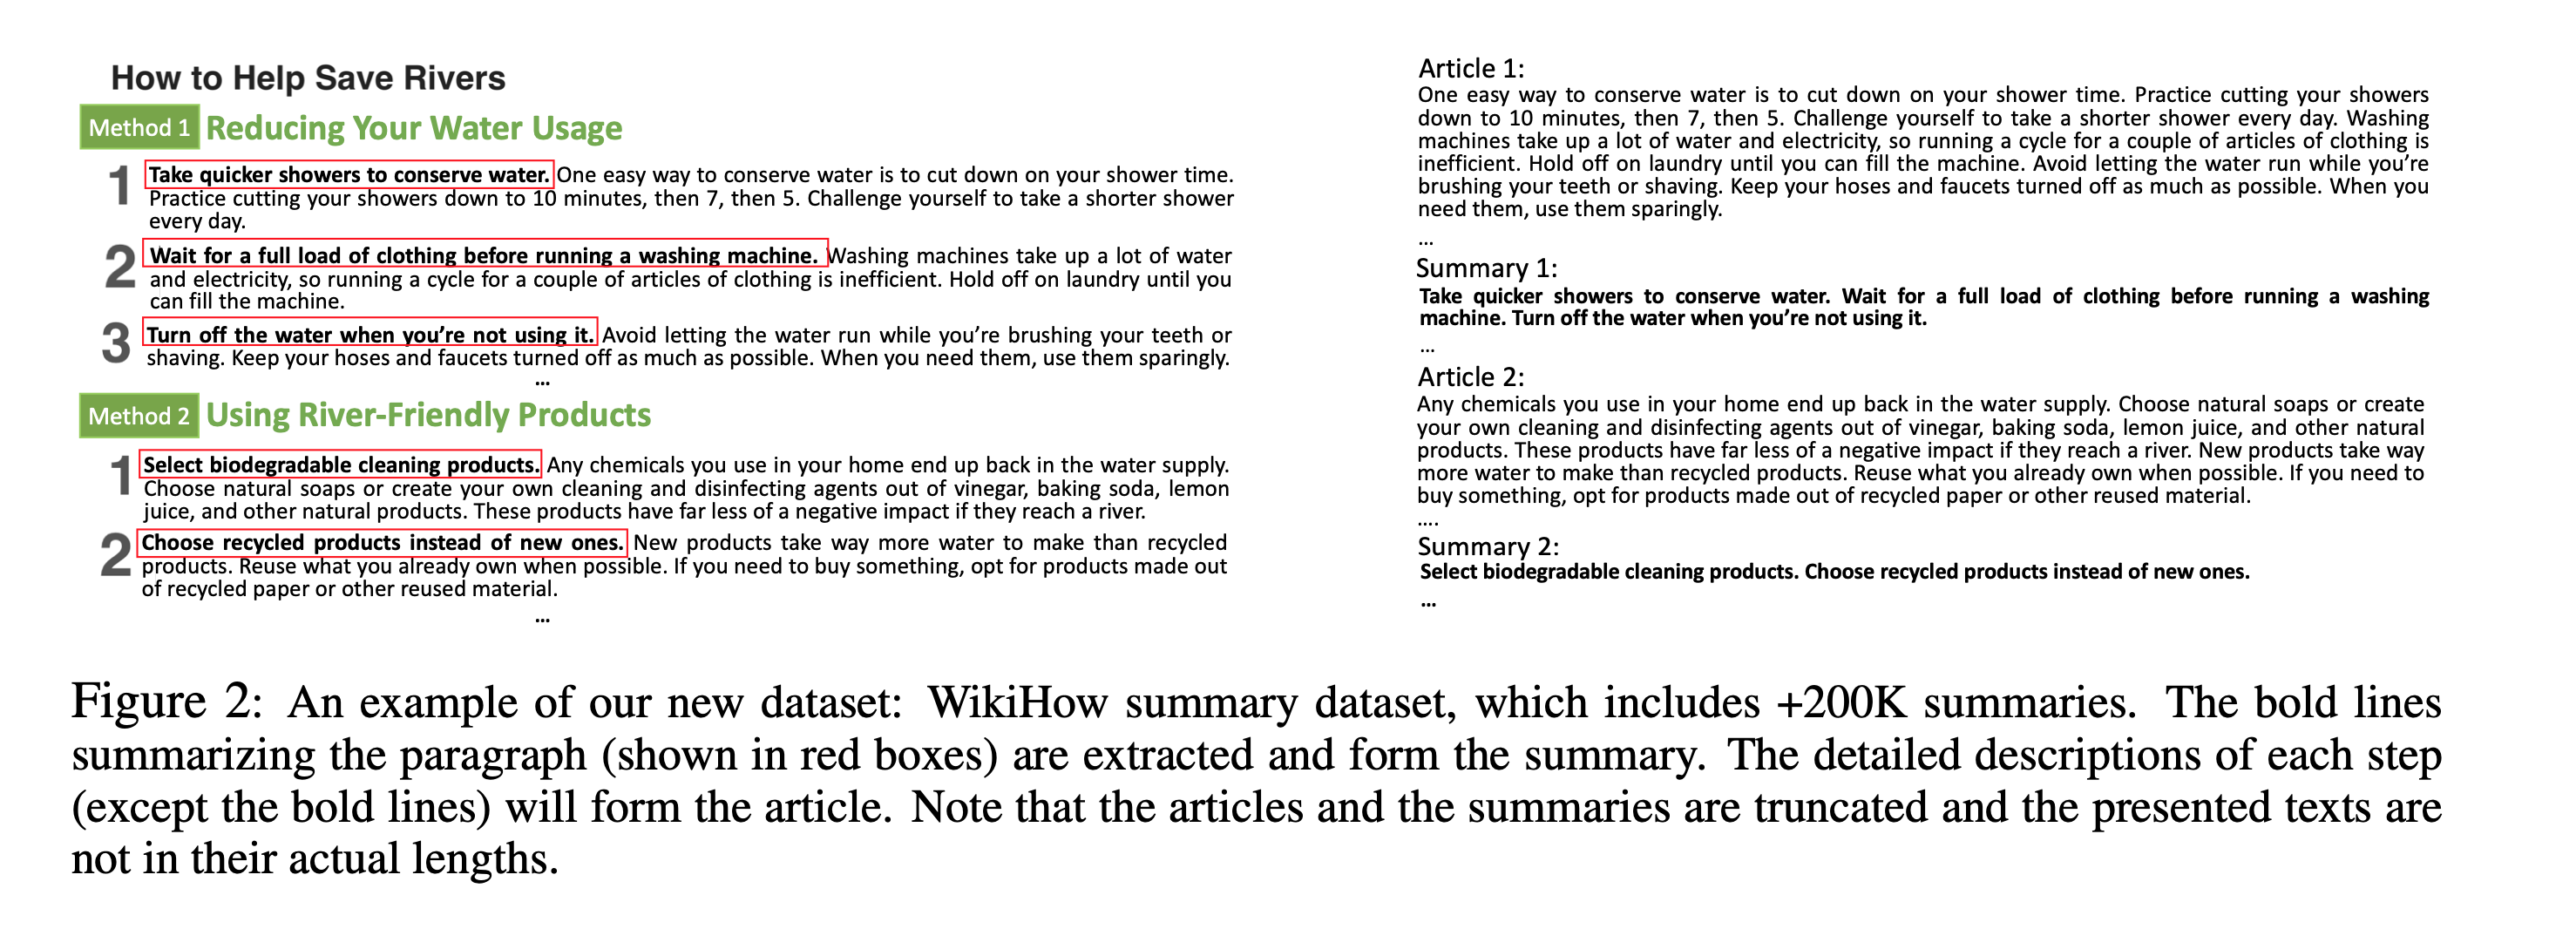 How to Help Save Rivers
Method 1 Reducing Your Water Usage
1 Take quicker showers to conserve water. One easy way to conserve water is to cut down on your shower time.
Practice cutting your showers down to 10 minutes, then 7, then 5. Challenge yourself to take a shorter shower
every day.
2 Wait for a full load of clothing before running a washing machine. Washing machines take up a lot of water
and electricity, so running a cycle for a couple of articles of clothing is inefficient. Hold off on laundry until you
can fill the machine.
3 Turn off the water when you're not using it. Avoid letting the water run while you're brushing your teeth or
shaving. Keep your hoses and faucets turned off as much as possible. When you need them, use them sparingly.
...
Method 2 Using River-Friendly Products
1 Select biodegradable cleaning products. Any chemicals you use in your home end up back in the water supply.
Choose natural soaps or create your own cleaning and disinfecting agents out of vinegar, baking soda, lemon
juice, and other natural products. These products have far less of a negative impact if they reach a river.
2 Choose recycled products instead of new ones. New products take way more water to make than recycled
products. Reuse what you already own when possible. If you need to buy something, opt for products made out
of recycled paper or other reused material.
...
Article 1:
One easy way to conserve water is to cut down on your shower time. Practice cutting your showers
down to 10 minutes, then 7, then 5. Challenge yourself to take a shorter shower every day. Washing
machines take up a lot of water and electricity, so running a cycle for a couple of articles of clothing is
inefficient. Hold off on laundry until you can fill the machine. Avoid letting the water run while you're
brushing your teeth or shaving. Keep your hoses and faucets turned off as much as possible. When you
need them, use them sparingly.
...
Summary 1:
Take quicker showers to conserve water. Wait for a full load of clothing before running a washing
machine. Turn off the water when you're not using it.
...
Article 2:
Any chemicals you use in your home end up back in the water supply. Choose natural soaps or create
your own cleaning and disinfecting agents out of vinegar, baking soda, lemon juice, and other natural
products. These products have far less of a negative impact if they reach a river. New products take way
more water to make than recycled products. Reuse what you already own when possible. If you need to
buy something, opt for products made out of recycled paper or other reused material.
....
Summary 2:
Select biodegradable cleaning products. Choose recycled products instead of new ones.
...
Figure 2: An example of our new dataset: WikiHow summary dataset, which includes +200K summaries. The bold lines
summarizing the paragraph (shown in red boxes) are extracted and form the summary. The detailed descriptions of each step
(except the bold lines) will form the article. Note that the articles and the summaries are truncated and the presented texts are
not in their actual lengths.